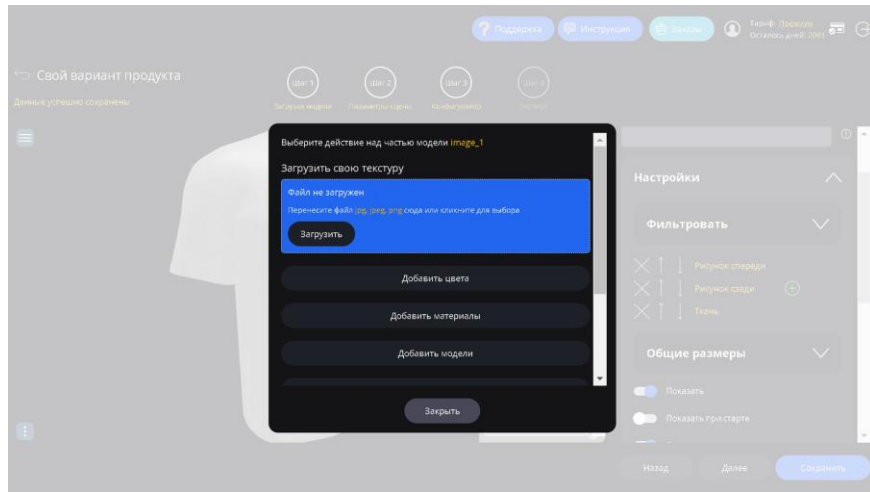 Поддержка
Инструкция
Заказы
Тариф: Премиум
Осталось дней: 2061
Свой вариант продукта
Данные успешно сохранены
Шаг 1
Шаг 2
Шаг 3
Шаг 4
Загрузка модели
Параметры сцены
Конфигуратор
Выберите действие над частью модели image_1
Загрузить свою текстуру
Файл не загружен
Перенесите файл jpg, jpeg, png сюда или кликните для выбора
Загрузить
Добавить цвета
Добавить материалы
Добавить модели
Закрыть
Настройки
Фильтровать
Рисунок спереди
Рисунок сзади
Ткань
Общие размеры
Показать
Показать при старте
Назад
Далее
Сохранить